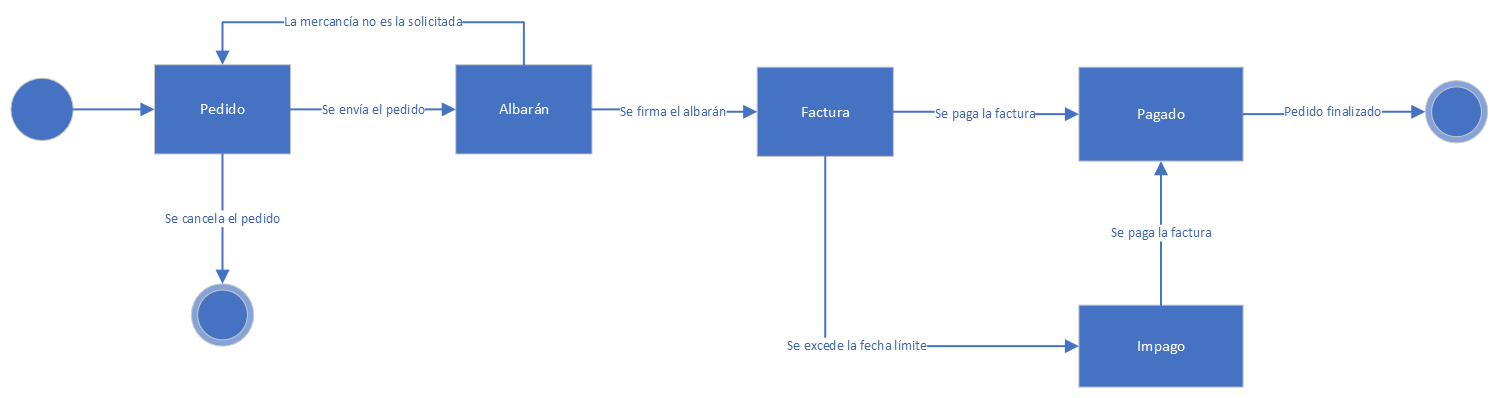 La mercancía no es la solicitada
Pedido
Se envía el pedido
Albarán
Se firma el albarán
Factura
Se paga la factura
Pagado
Pedido finalizado
Se cancela el pedido
Se paga la factura
Se excede la fecha límite
Impago